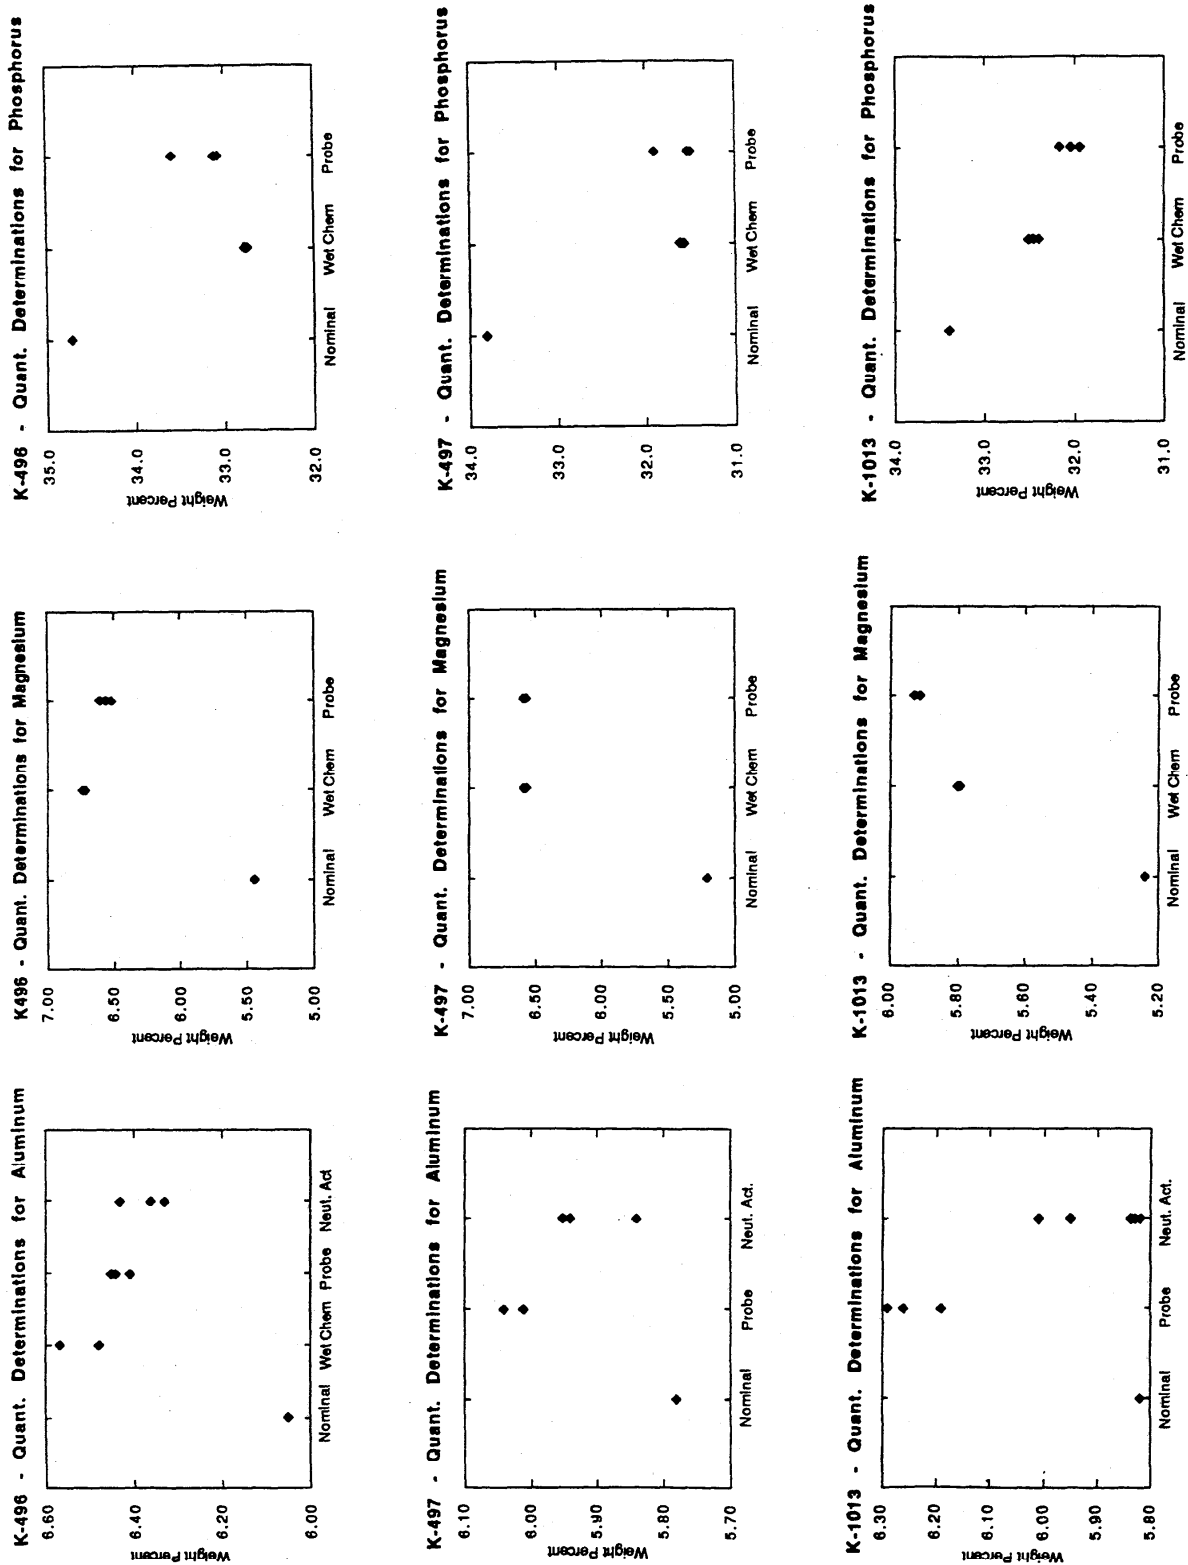 K-496 - Quant. Determinations for Aluminum
6.60
6.40
6.20
6.00
Weight Percent
Nominal Wet Chem Probe Neut. Act
K496 - Quant. Determinations for Magnesium
7.00
6.50
6.00
5.50
5.00
Weight Percent
Nominal Wet Chem Probe
K-496 - Quant. Determinations for Phosphorus
35.0
34.0
33.0
32.0
Weight Percent
Nominal Wet Chem Probe
K-497 - Quant. Determinations for Aluminum
6.10
6.00
5.90
5.80
5.70
Weight Percent
Nominal Probe Neut. Act.
K-497 - Quant. Determinations for Magnesium
7.00
6.50
6.00
5.50
5.00
Weight Percent
Nominal Wet Chem Probe
K-497 - Quant. Determinations for Phosphorus
34.0
33.0
32.0
31.0
Weight Percent
Nominal Wet Chem Probe
K-1013 - Quant. Determinations for Aluminum
6.30
6.20
6.10
6.00
5.90
5.80
Weight Percent
Nominal Probe Neut. Act.
K-1013 - Quant. Determinations for Magnesium
6.00
5.80
5.60
5.40
5.20
Weight Percent
Nominal Wet Chem Probe
K-1013 - Quant. Determinations for Phosphorus
34.0
33.0
32.0
31.0
Weight Percent
Nominal Wet Chem Probe